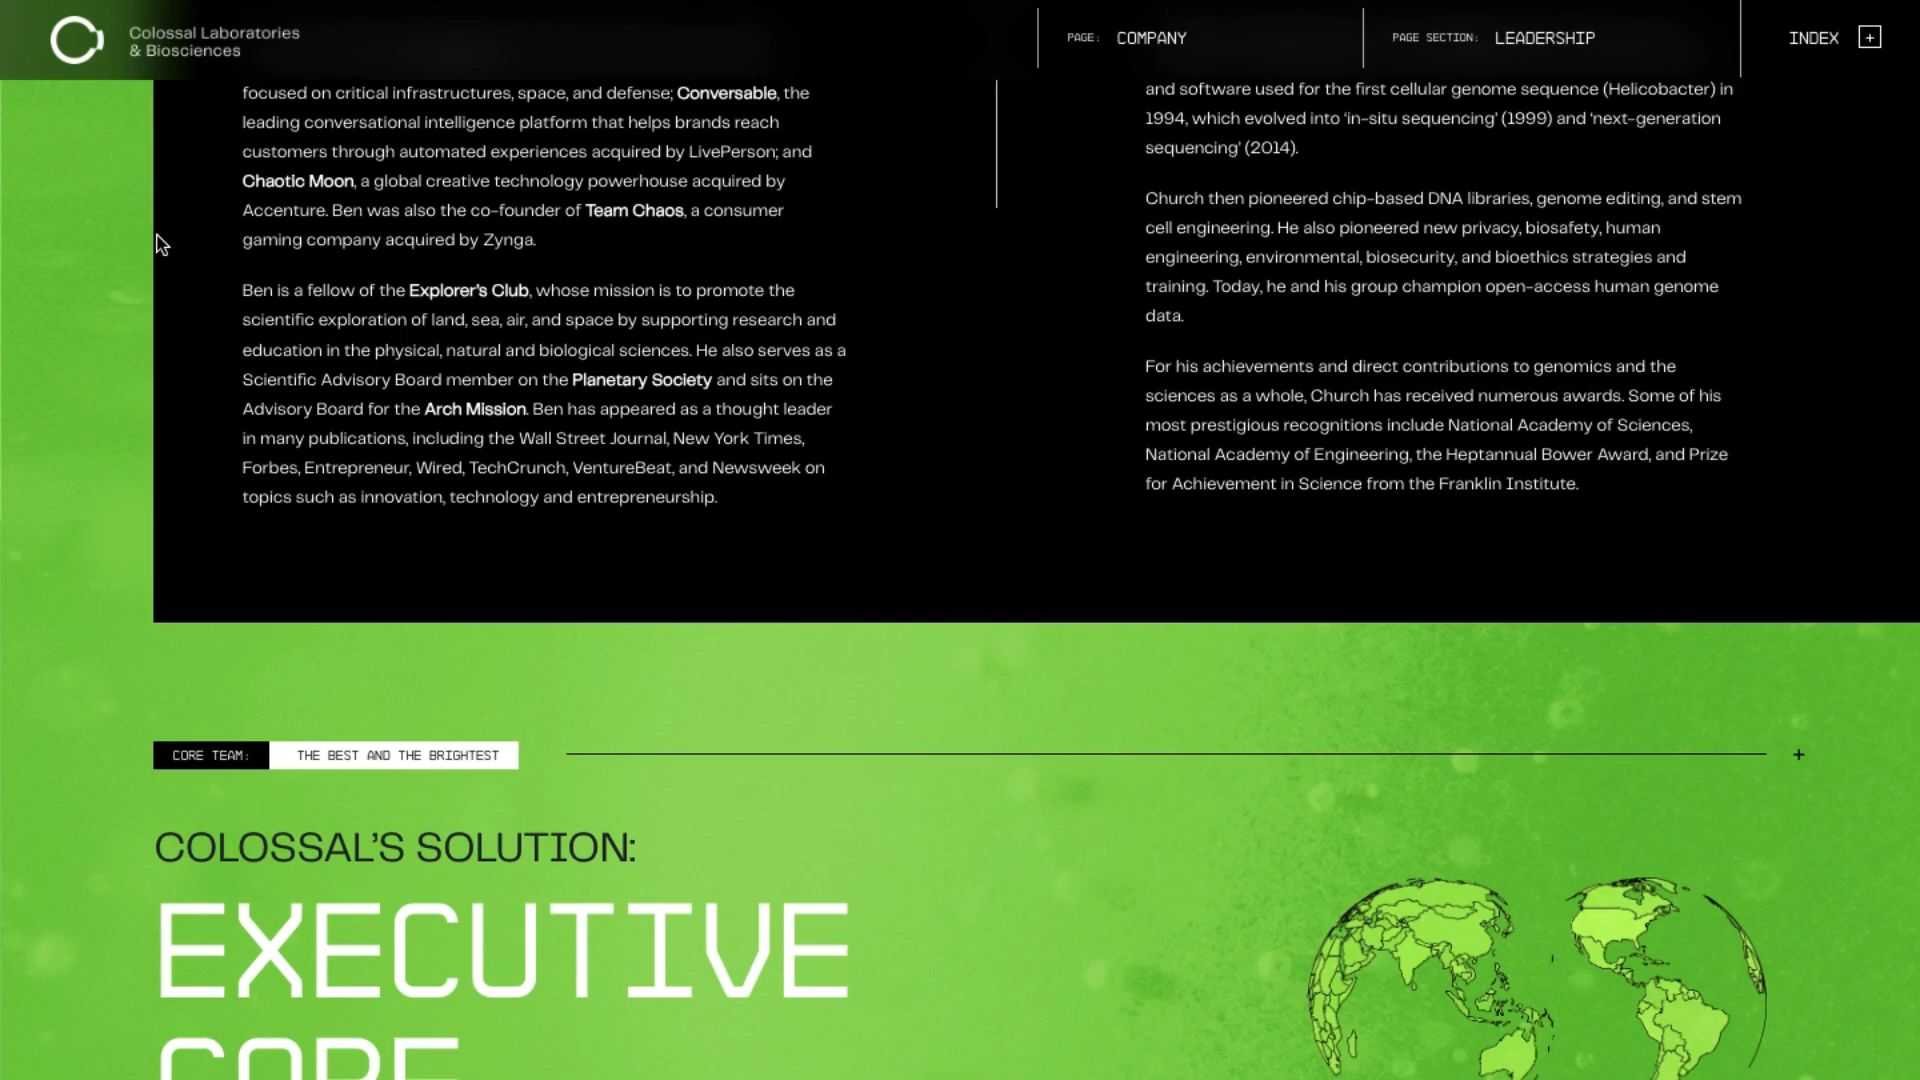 Colossal Laboratories
& Biosciences
PAGE: COMPANY
PAGE SECTION: LEADERSHIP
INDEX +
focused on critical infrastructures, space, and defense; Conversable, the
leading conversational intelligence platform that helps brands reach
customers through automated experiences acquired by LivePerson; and
Chaotic Moon, a global creative technology powerhouse acquired by
Accenture. Ben was also the co-founder of Team Chaos, a consumer
gaming company acquired by Zynga.
Ben is a fellow of the Explorer's Club, whose mission is to promote the
scientific exploration of land, sea, air, and space by supporting research and
education in the physical, natural and biological sciences. He also serves as a
Scientific Advisory Board member on the Planetary Society and sits on the
Advisory Board for the Arch Mission. Ben has appeared as a thought leader
in many publications, including the Wall Street Journal, New York Times,
Forbes, Entrepreneur, Wired, TechCrunch, VentureBeat, and Newsweek on
topics such as innovation, technology and entrepreneurship.
and software used for the first cellular genome sequence (Helicobacter) in
1994, which evolved into ‘in-situ sequencing’ (1999) and ‘next-generation
sequencing’ (2014).
Church then pioneered chip-based DNA libraries, genome editing, and stem
cell engineering. He also pioneered new privacy, biosafety, human
engineering, environmental, biosecurity, and bioethics strategies and
training. Today, he and his group champion open-access human genome
data.
For his achievements and direct contributions to genomics and the
sciences as a whole, Church has received numerous awards. Some of his
most prestigious recognitions include National Academy of Sciences,
National Academy of Engineering, the Heptannual Bower Award, and Prize
for Achievement in Science from the Franklin Institute.
CORE TEAM: THE BEST AND THE BRIGHTEST
+
COLOSSAL’S SOLUTION:
EXECUTIVE
CORE